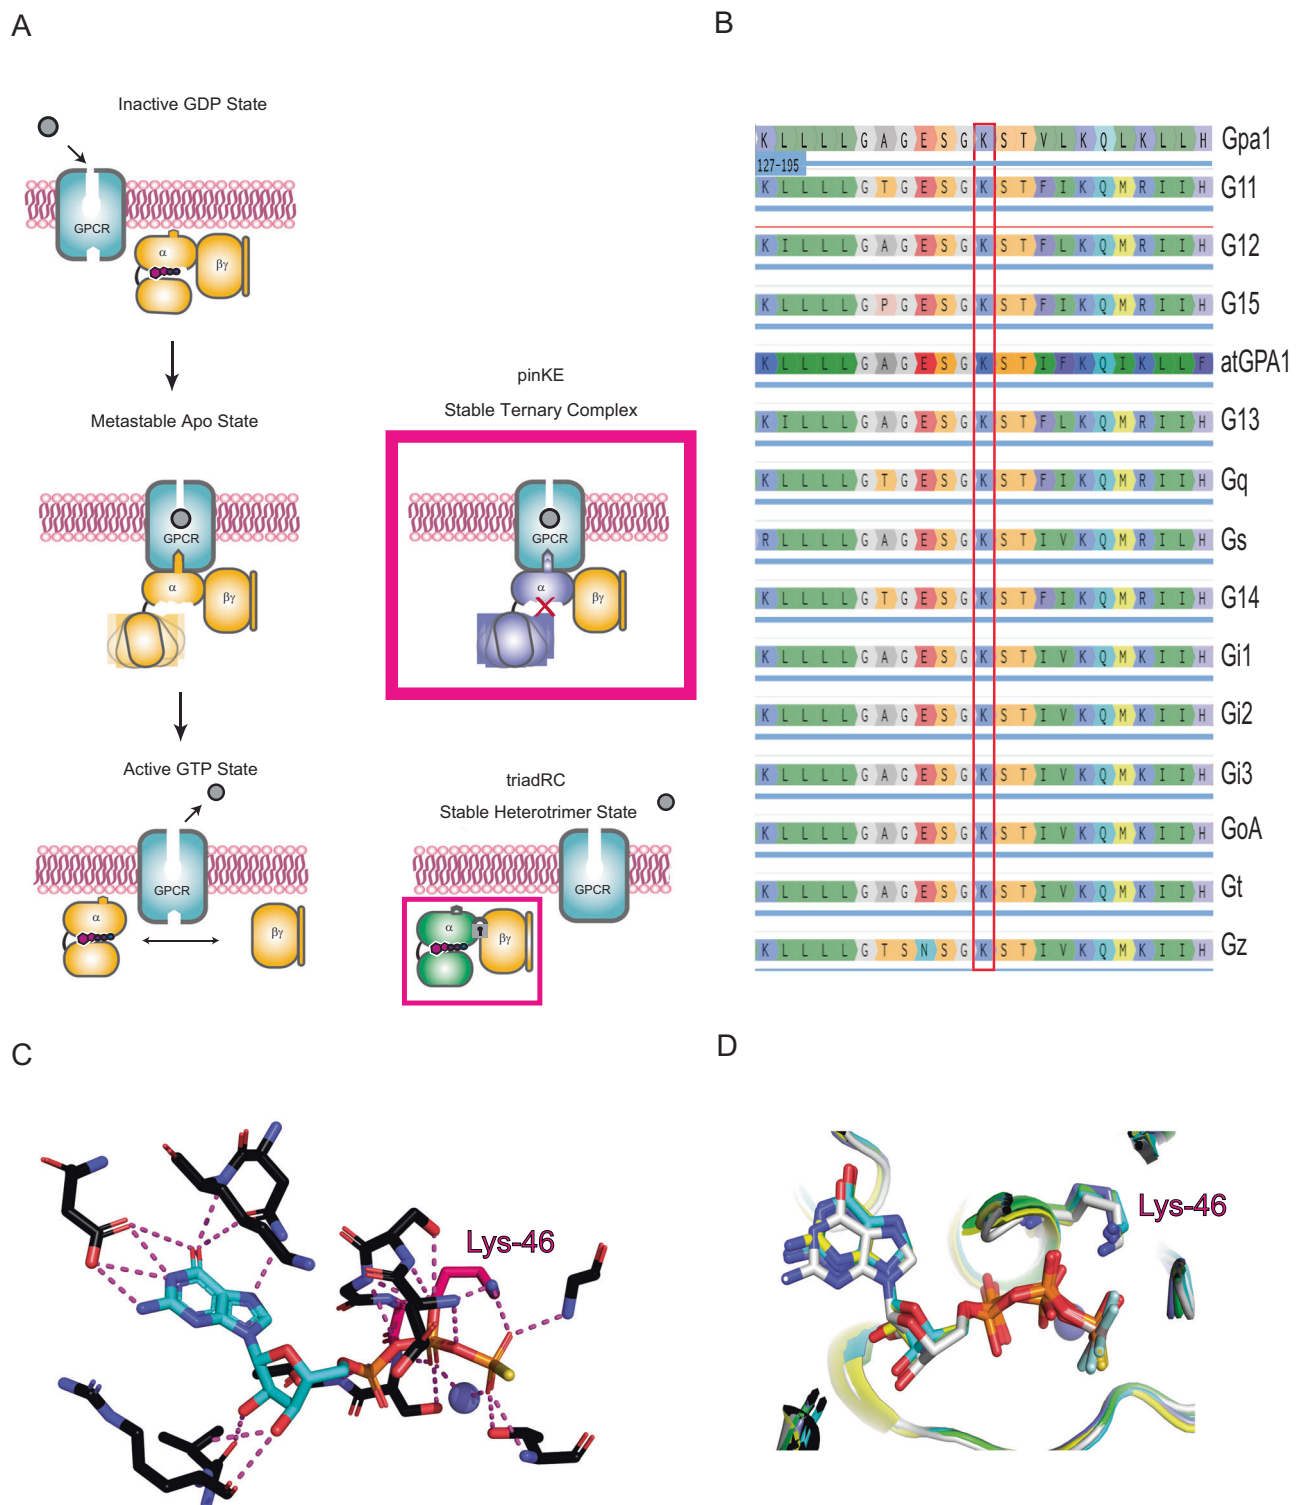 A
B
Inactive GDP State
GPCR
α
βγ
Metastable Apo State
GPCR
α
βγ
pinKE
Stable Ternary Complex
GPCR
α
βγ
Active GTP State
GPCR
α
βγ
triadRC
Stable Heterotrimer State
GPCR
α
βγ
K L L L L G A G E S G K S T V L K Q L K L L H Gpa1
127-195
K L L L L G T G E S G K S T F I K Q M R I I H G11
K I L L L G A G E S G K S T F L K Q M R I I H G12
K L L L L G P G E S G K S T F I K Q M R I I H G15
K L L L L G A G E S G K S T I F K Q I K L L F atGPA1
K I L L L G A G E S G K S T F L K Q M R I I H G13
K L L L L G T G E S G K S T F I K Q M R I I H Gq
R L L L L G A G E S G K S T I V K Q M R I L H Gs
K L L L L G T G E S G K S T F I K Q M R I I H G14
K L L L L G A G E S G K S T I V K Q M K I I H Gi1
K L L L L G A G E S G K S T I V K Q M K I I H Gi2
K L L L L G A G E S G K S T I V K Q M K I I H Gi3
K L L L L G A G E S G K S T I V K Q M K I I H GoA
K L L L L G A G E S G K S T I V K Q M K I I H Gt
K L L L L G T S N S G K S T I V K Q M K I I H Gz
C
Lys-46
D
Lys-46